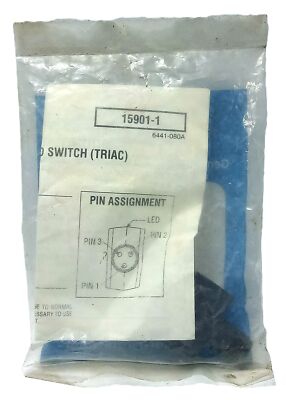 15901-1
6441-080A
D SWITCH (TRIAC)
PIN ASSIGNMENT
LED
PIN 3
PIN 2
PIN 1
TO NORMAL
ESSARY TO USE